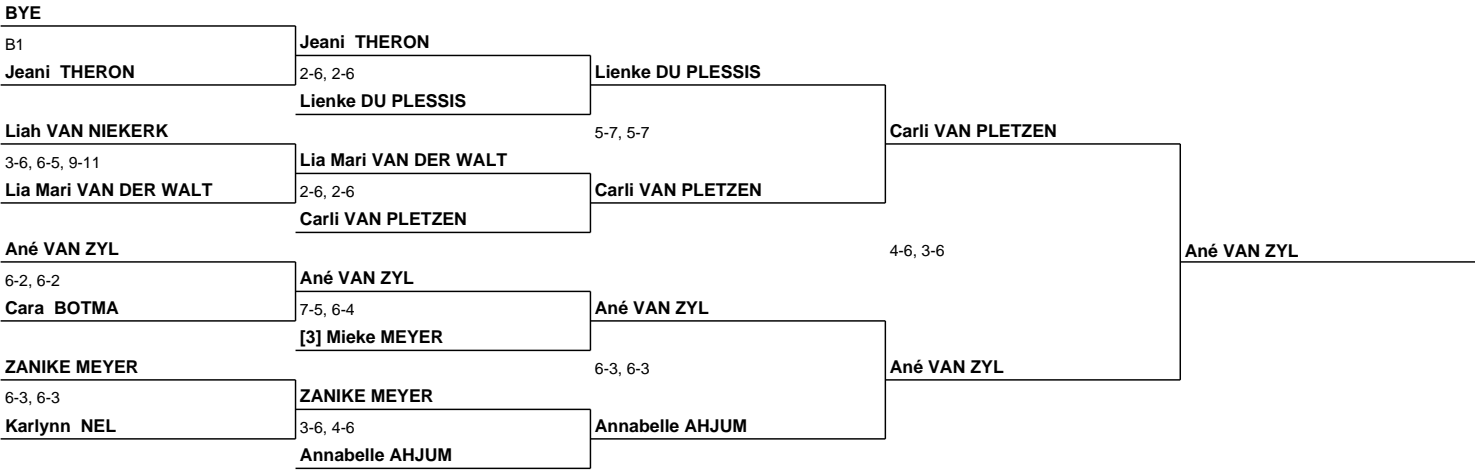 BYE
B1
Jeani THERON
Jeani THERON
2-6, 2-6
Lienke DU PLESSIS
Lienke DU PLESSIS
5-7, 5-7
Liah VAN NIEKERK
3-6, 6-5, 9-11
Lia Mari VAN DER WALT
Lia Mari VAN DER WALT
2-6, 2-6
Carli VAN PLETZEN
Carli VAN PLETZEN
Carli VAN PLETZEN
4-6, 3-6
Ané VAN ZYL
Ané VAN ZYL
6-2, 6-2
Cara BOTMA
Ané VAN ZYL
7-5, 6-4
[3] Mieke MEYER
Ané VAN ZYL
6-3, 6-3
Ané VAN ZYL
ZANIKE MEYER
6-3, 6-3
Karlynn NEL
ZANIKE MEYER
3-6, 4-6
Annabelle AHJUM
Annabelle AHJUM